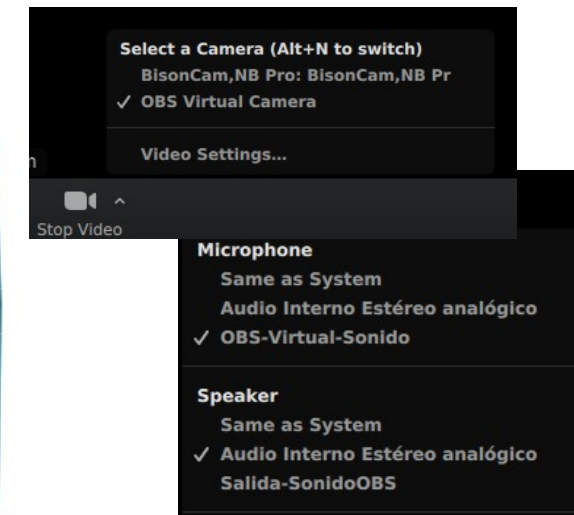 Select a Camera (Alt+N to switch)
BisonCam,NB Pro: BisonCam,NB Pr
✓ OBS Virtual Camera
Video Settings...
Stop Video
Microphone
Same as System
Audio Interno Estéreo analógico
✓ OBS-Virtual-Sonido
Speaker
Same as System
✓ Audio Interno Estéreo analógico
Salida-SonidoOBS